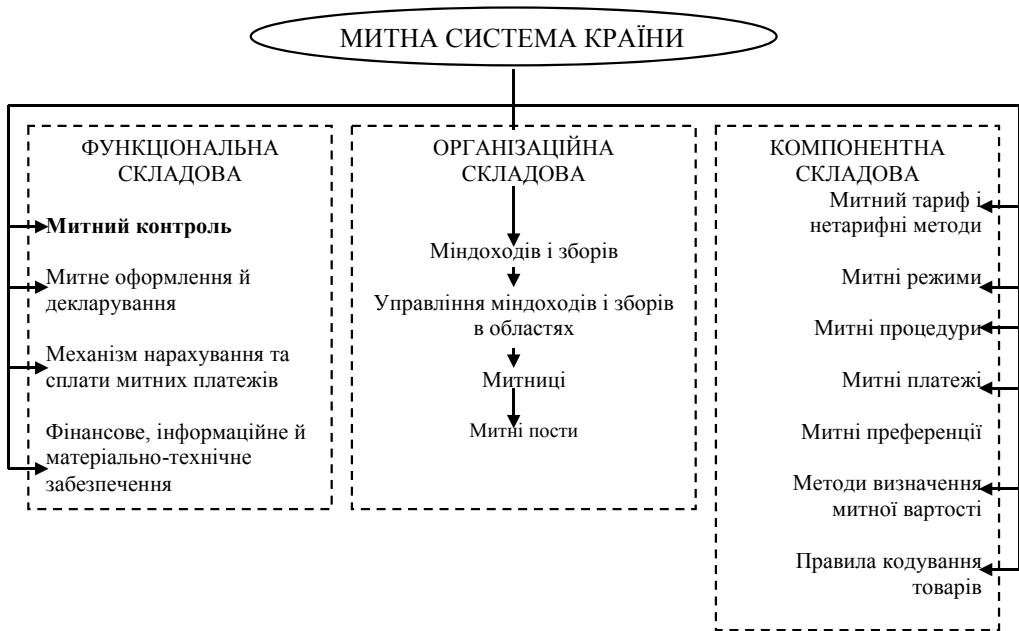 МИТНА СИСТЕМА КРАЇНИ
ФУНКЦІОНАЛЬНА
СКЛАДОВА
Митний контроль
Митне оформлення й
декларування
Механізм нарахування та
сплати митних платежів
Фінансове, інформаційне й
матеріально-технічне
забезпечення
ОРГАНІЗАЦІЙНА
СКЛАДОВА
Міндоходів і зборів
Управління міндоходів і зборів
в областях
Митниці
Митні пости
КОМПОНЕНТНА
СКЛАДОВА
Митний тариф і
нетарифні методи
Митні режими
Митні процедури
Митні платежі
Митні преференції
Методи визначення
митної вартості
Правила кодування
товарів